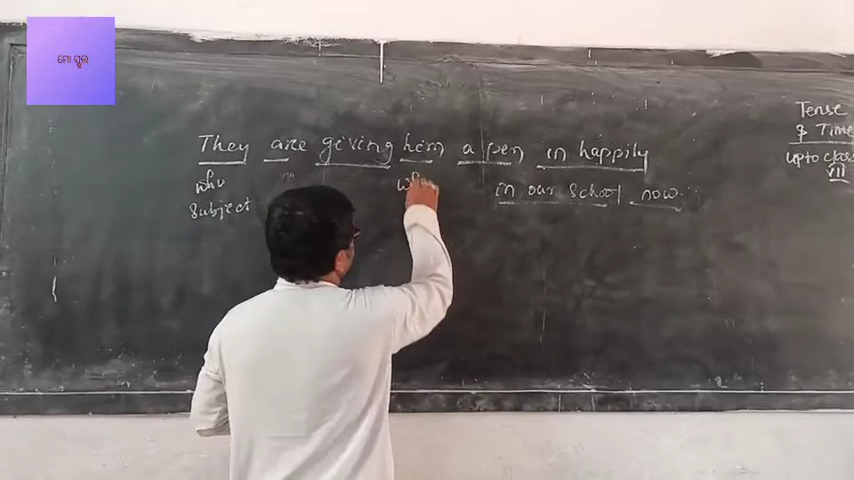 ମୋ ସ୍କୁଲ
Tense
& Time
upto class
VII
They are giving him a pen in happily
in our school now.
who
Subject